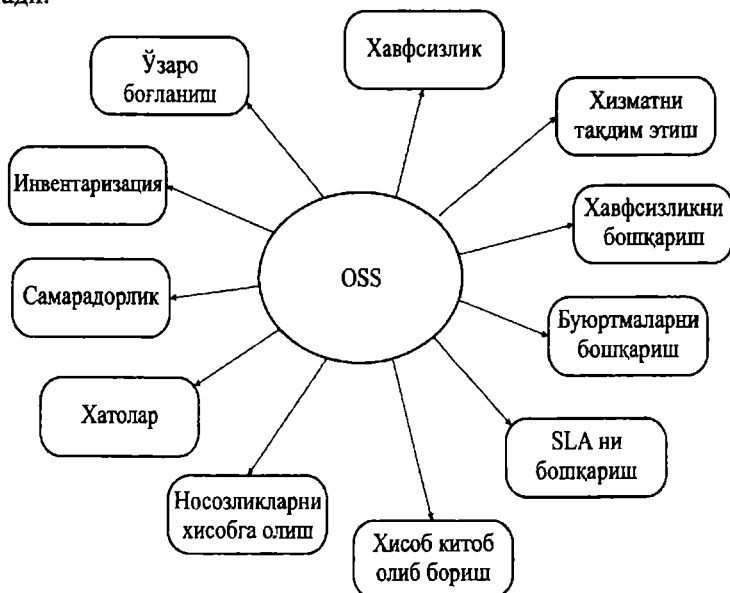 Хавфсизлик
Ўзаро
боғланиш
Хизматни
тақдим этиш
Инвентаризация
Хавфсизликни
бошқариш
OSS
Самарадорлик
Буюртмаларни
бошқариш
Хатолар
SLA ни
бошқариш
Носозликларни
хисобга олиш
Хисоб китоб
олиб бориш